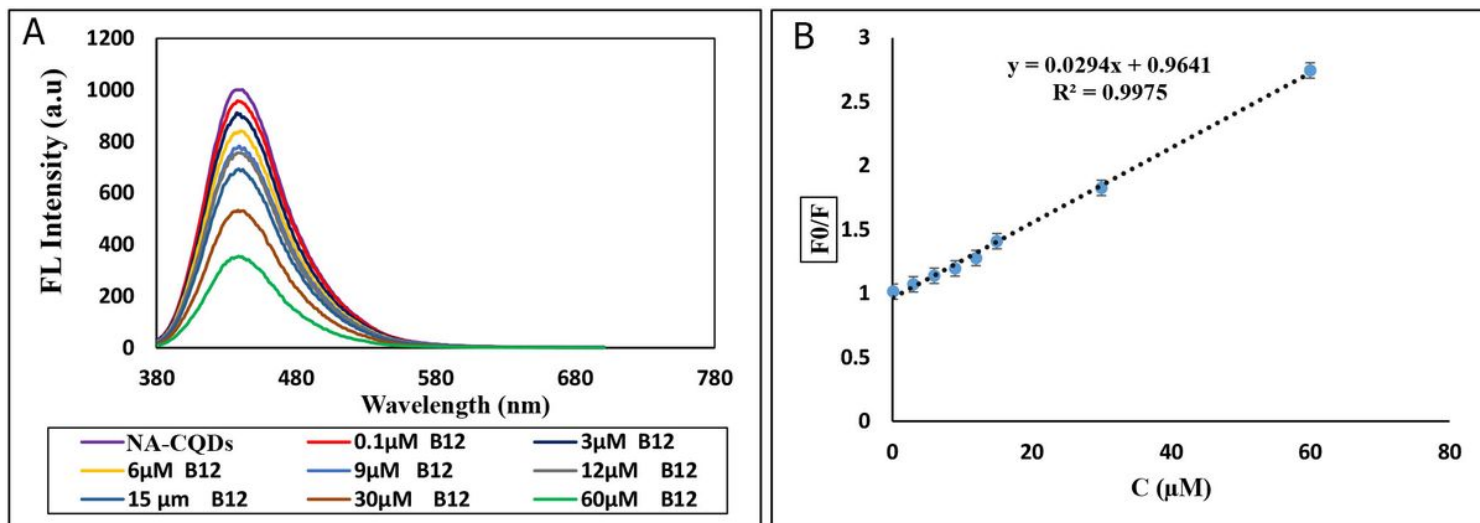 A
FL Intensity (a.u)
1200
1000
800
600
400
200
0
380 480 580 680 780
Wavelength (nm)
NA-CQDs 0.1µM B12 3µM B12
6µM B12 9µM B12 12µM B12
15 µm B12 30µM B12 60µM B12
B
y = 0.0294x + 0.9641
R² = 0.9975
F0/F
3
2.5
2
1.5
1
0.5
0
0 20 40 60 80
C (µM)